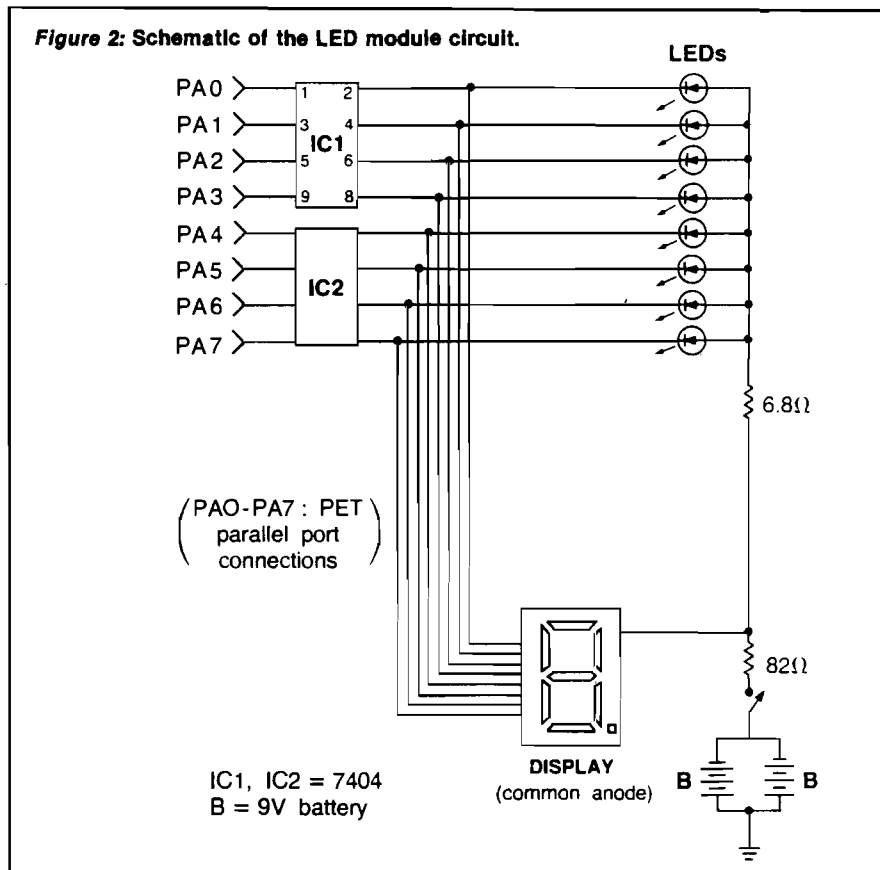 Figure 2: Schematic of the LED module circuit.
LEDs
PA0
PA1
PA2
PA3
PA4
PA5
PA6
PA7
1 2
3 4
IC1
5 6
9 8
IC2
6.8Ω
(PAO-PA7 : PET
parallel port
connections)
82Ω
DISPLAY
(common anode)
B B
IC1, IC2 = 7404
B = 9V battery